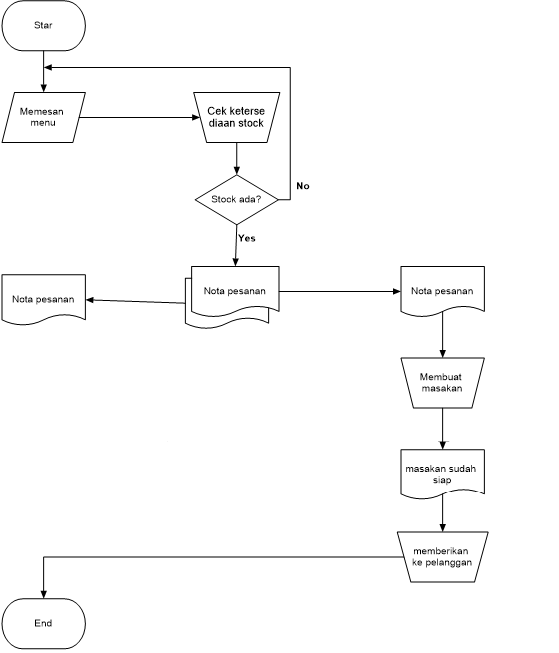 Star
Memesan
menu
Cek keterse
diaan stock
Stock ada?
No
Yes
Nota pesanan
Nota pesanan
Nota pesanan
Membuat
masakan
masakan sudah
siap
memberikan
ke pelanggan
End